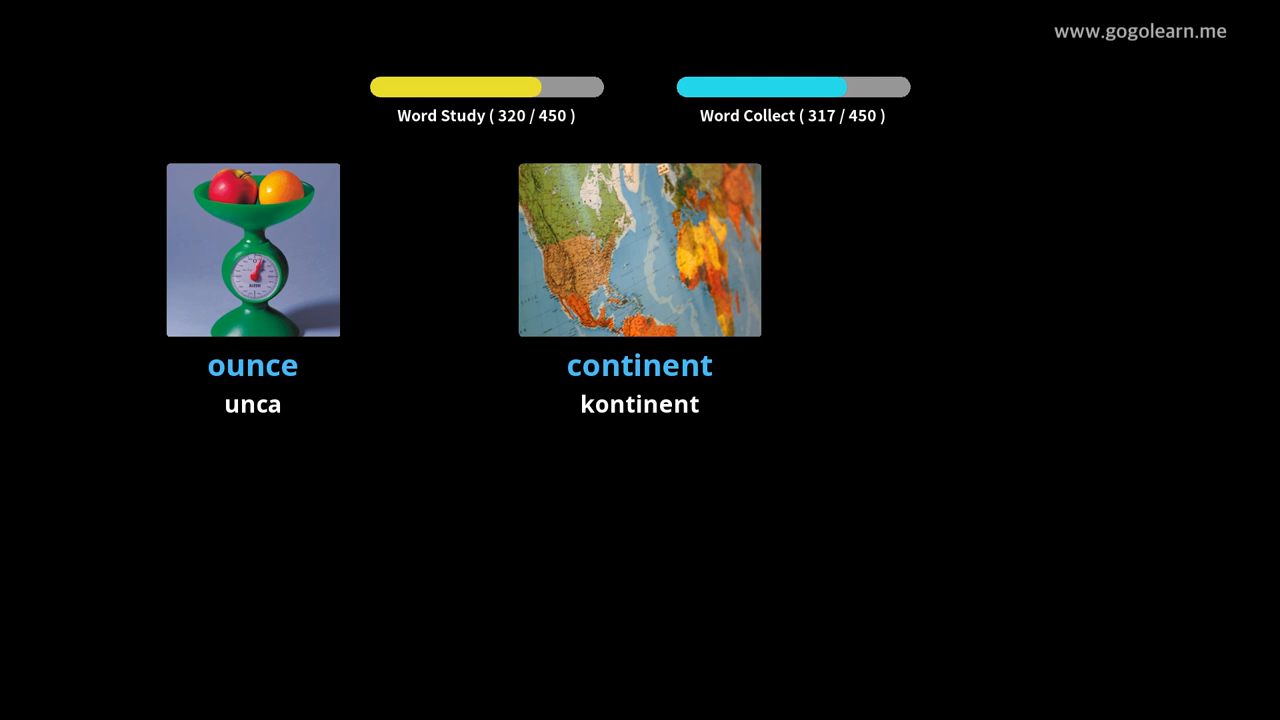 www.gogolearn.me
Word Study ( 320 / 450 )
Word Collect ( 317 / 450 )
ounce
unca
continent
kontinent